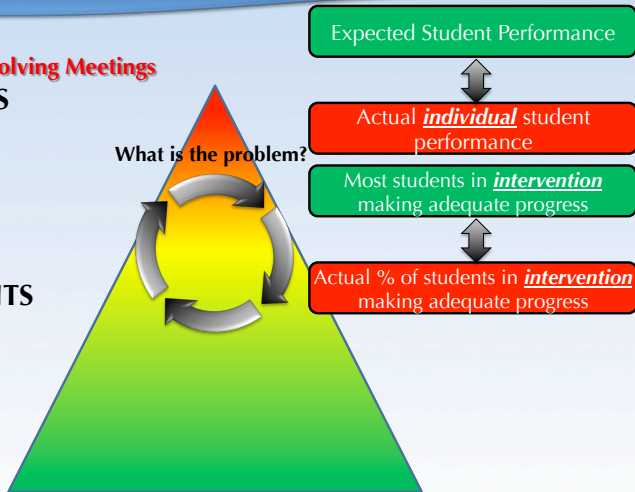 Expected Student Performance
olving Meetings
S
Actual individual student
performance
What is the problem?
Most students in intervention
making adequate progress
Actual % of students in intervention
making adequate progress
NTS